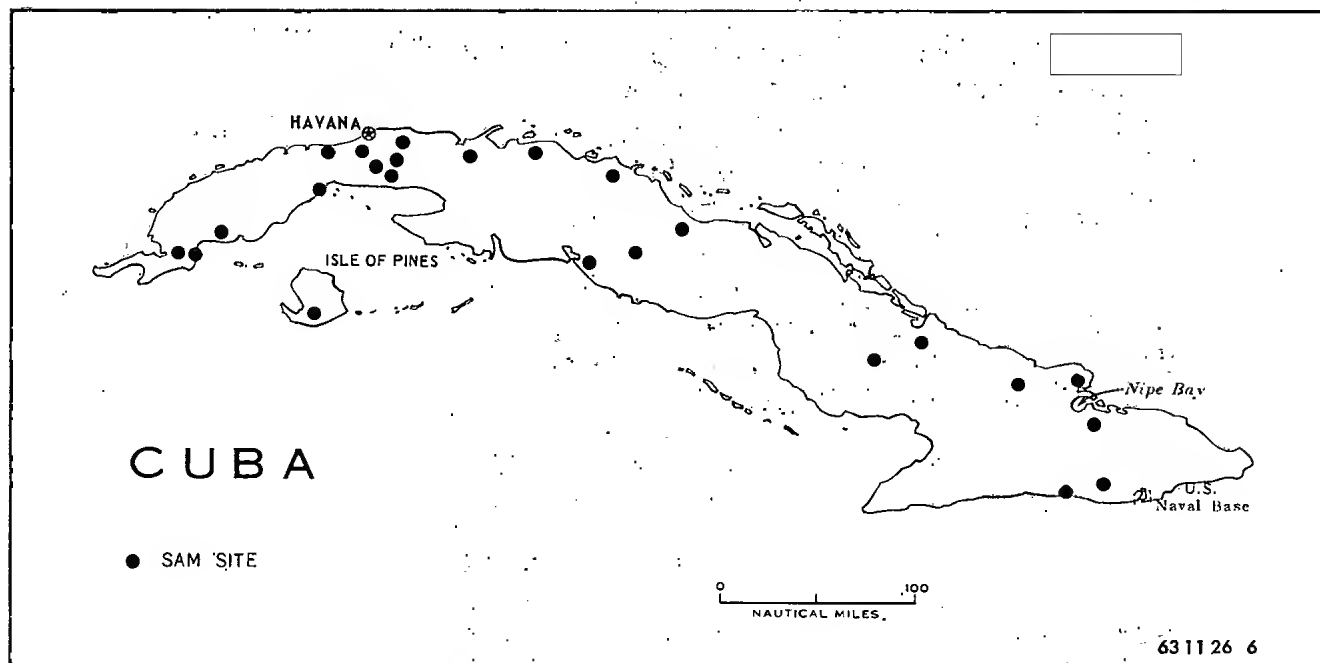 HAVANA
ISLE OF PINES
Nipe Bay
CUBA
U.S.
Naval Base
SAM SITE
0 100
NAUTICAL MILES
631126 6